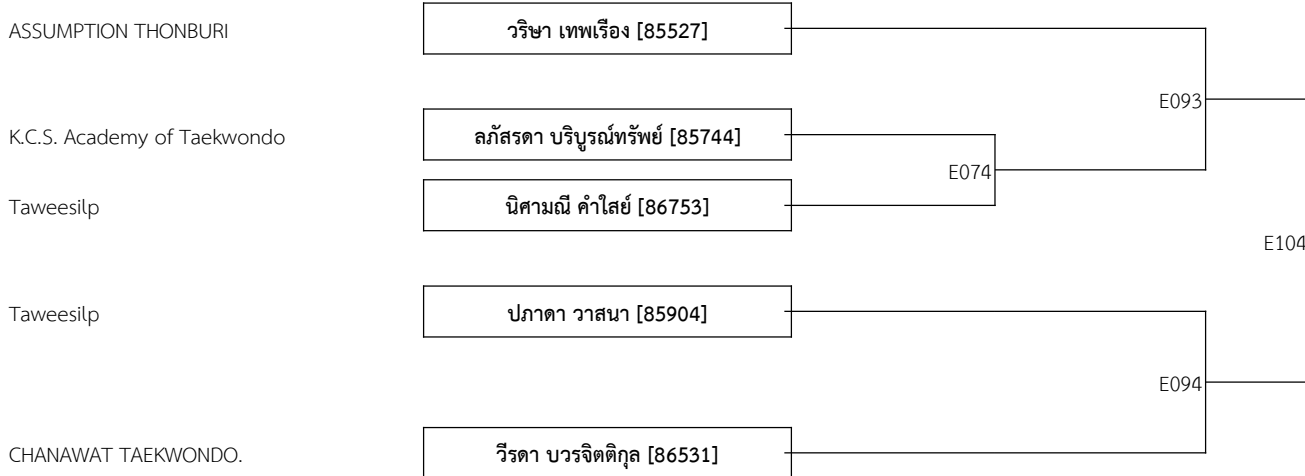 ASSUMPTION THONBURI วริษา เทพเรือง [85527]
E093
K.C.S. Academy of Taekwondo ลภัสรดา บริบูรณ์ทรัพย์ [85744]
E074
Taweesilp นิศามณี คำใสย์ [86753]
E104
Taweesilp ปภาดา วาสนา [85904]
E094
CHANAWAT TAEKWONDO. วีรดา บวรจิตติกุล [86531]